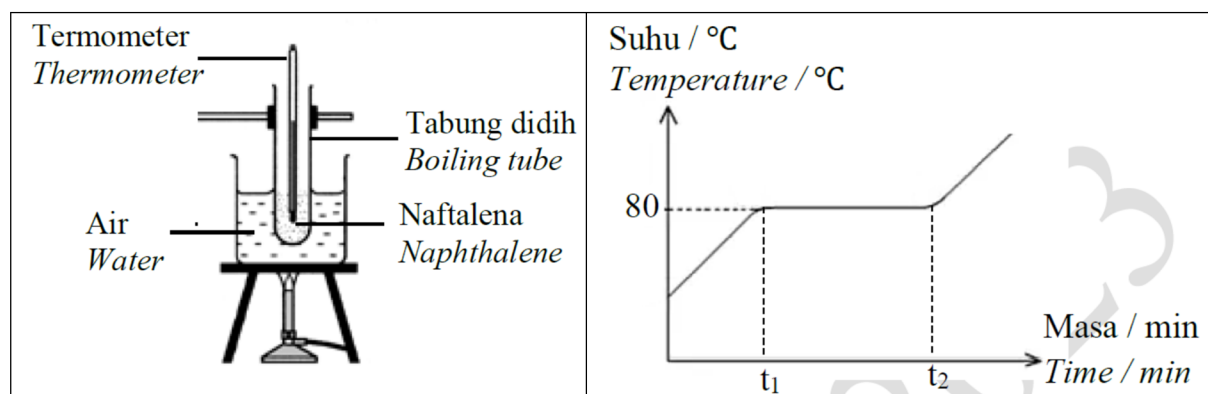 Termometer
Thermometer
Tabung didih
Boiling tube
Air
Water
Naftalena
Naphthalene
Suhu / °C
Temperature / °C
80
t₁
t₂
Masa / min
Time / min
3